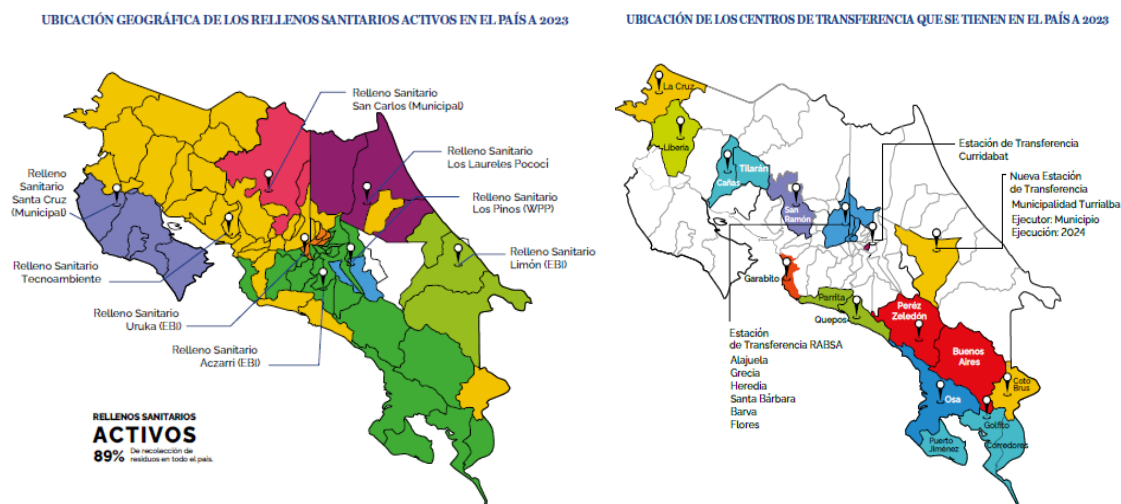 UBICACIÓN GEOGRÁFICA DE LOS RELLENOS SANITARIOS ACTIVOS EN EL PAÍS A 2023
Relleno Sanitario
San Carlos (Municipal)
Relleno Sanitario
Los Laureles Pococí
Relleno
Sanitario
Santa Cruz
(Municipal)
Relleno Sanitario
Los Pinos (WPP)
Relleno Sanitario
Limón (EBI)
Relleno Sanitario
Tecnoambiente
Relleno Sanitario
Uruka (EBI)
Relleno Sanitario
Aczarri (EBI)
RELLENOS SANITARIOS
ACTIVOS
89% De recolección de
residuos en todo el país.
UBICACIÓN DE LOS CENTROS DE TRANSFERENCIA QUE SE TIENEN EN EL PAÍS A 2023
La Cruz
Liberia
Tilarán
Cañas
San
Ramón
Estación de Transferencia
Curridabat
Nueva Estación
de Transferencia
Municipalidad Turrialba
Ejecutor: Municipio
Ejecución: 2024
Garabito
Parrita
Quepos
Peréz
Zeledón
Buenos
Aires
Estación
de Transferencia RABSA
Alajuela
Grecia
Heredia
Santa Bárbara
Barva
Flores
Coto
Brus
Osa
Golfito
Puerto
Jiménez
Corredores